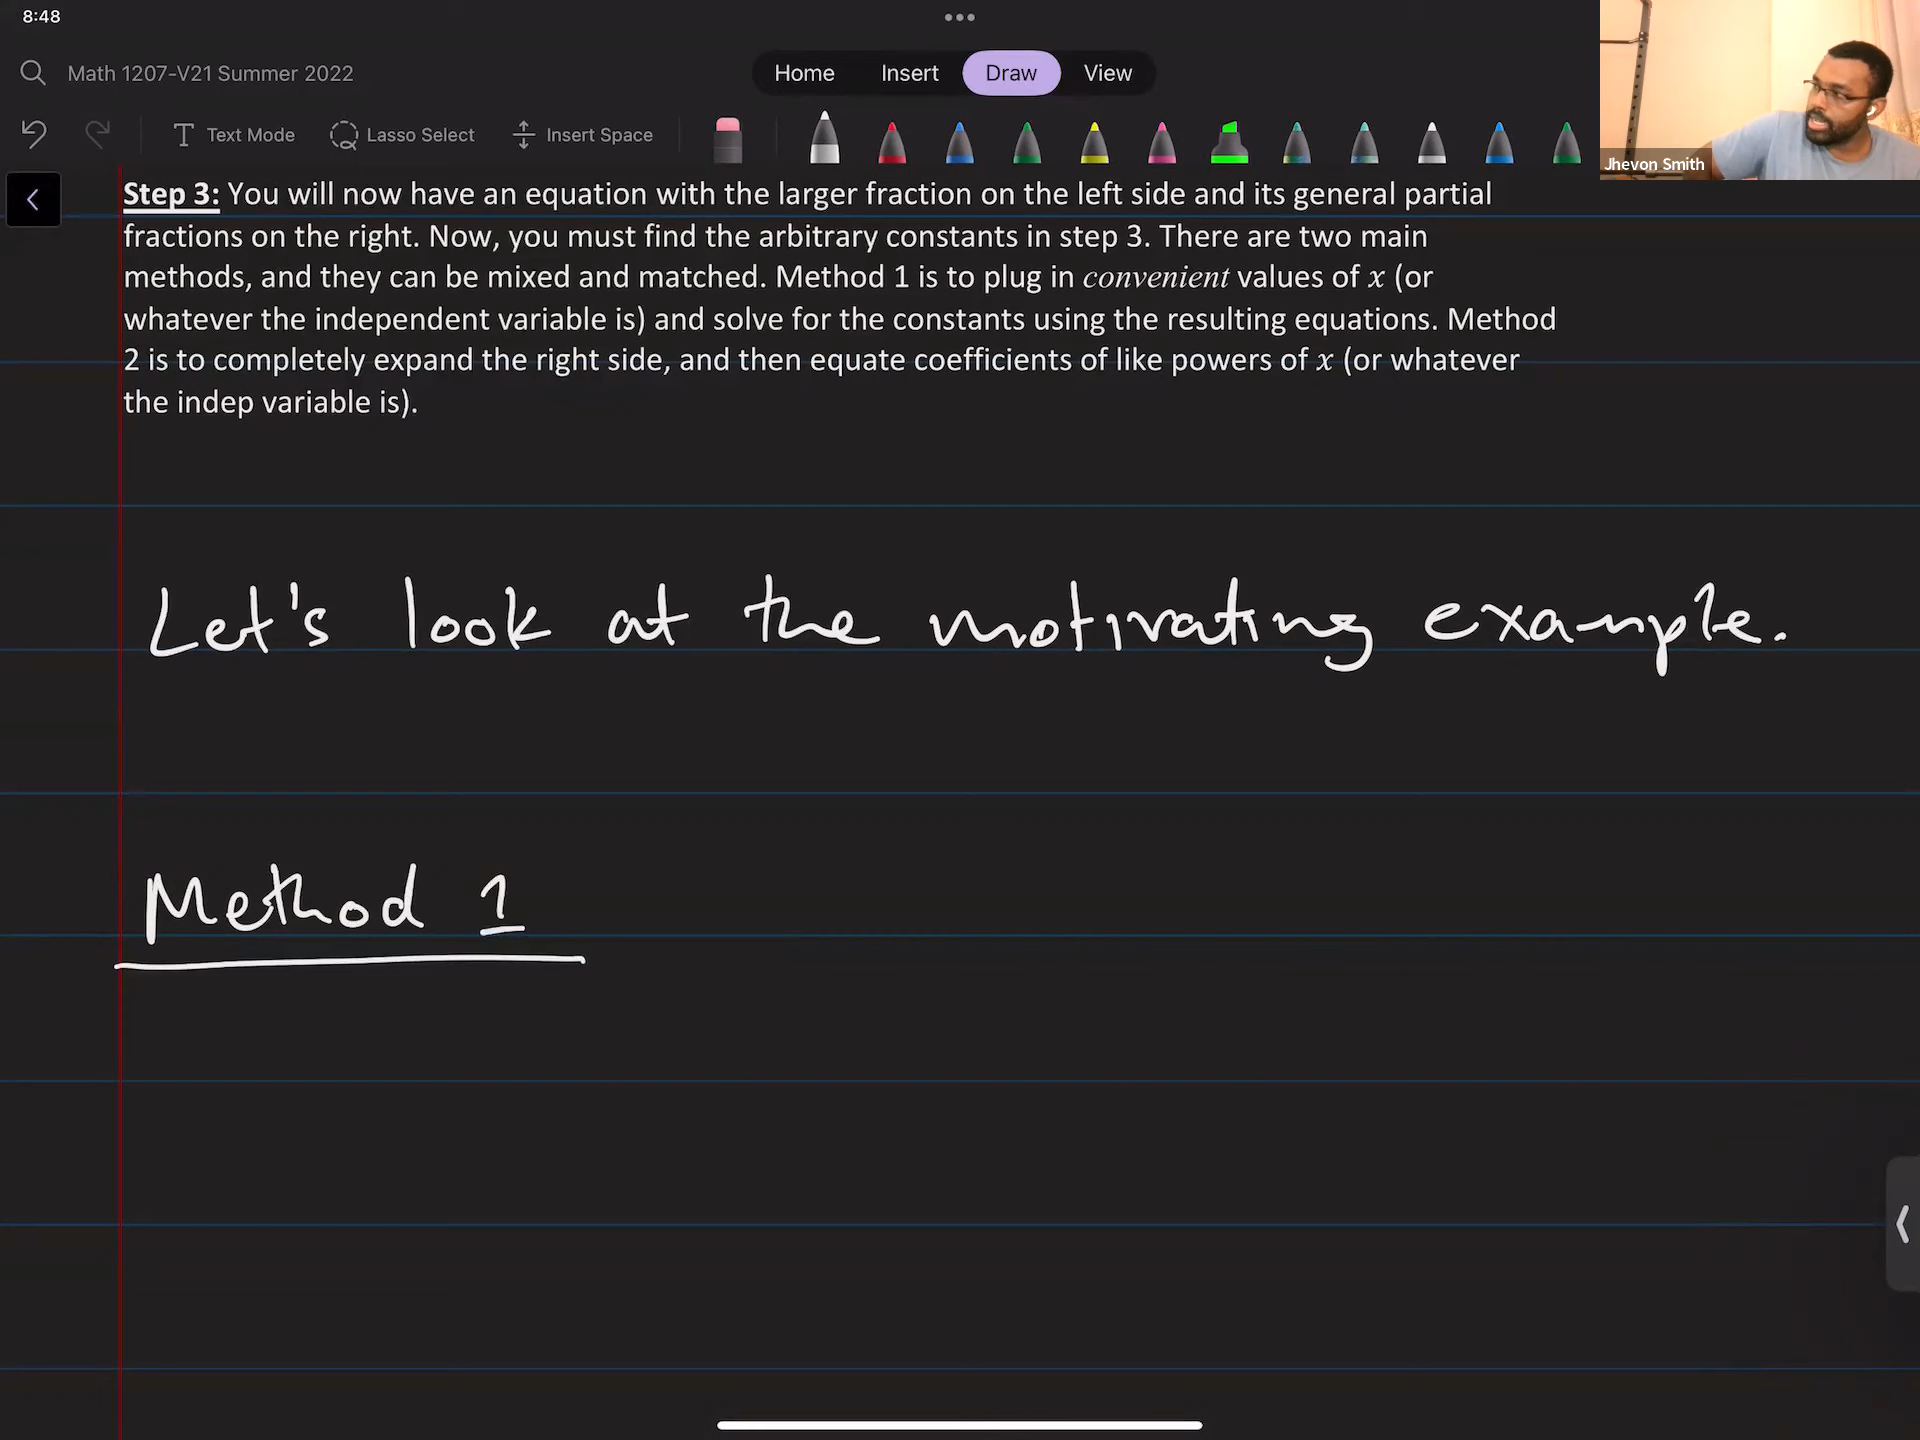 8:48
Math 1207-V21 Summer 2022
Home Insert Draw View
Text Mode Lasso Select Insert Space
Jhevon Smith
Step 3: You will now have an equation with the larger fraction on the left side and its general partial
fractions on the right. Now, you must find the arbitrary constants in step 3. There are two main
methods, and they can be mixed and matched. Method 1 is to plug in convenient values of x (or
whatever the independent variable is) and solve for the constants using the resulting equations. Method
2 is to completely expand the right side, and then equate coefficients of like powers of x (or whatever
the indep variable is).
Let's look at the motivating example.
Method 1